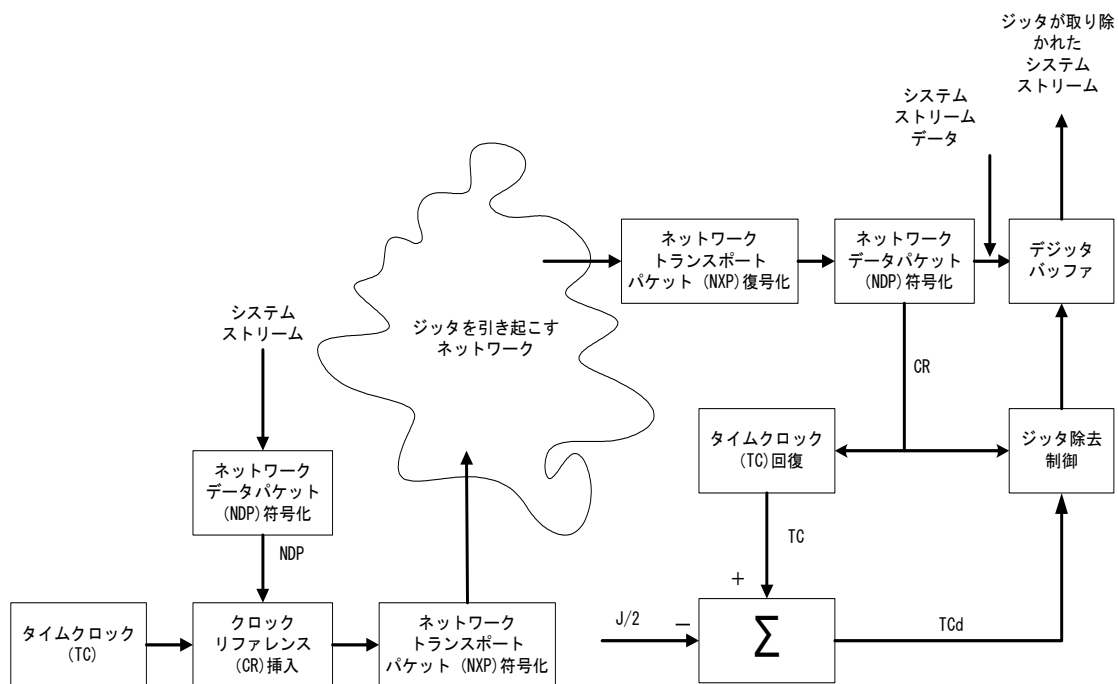 ジッタが取り除
かれた
システム
ストリーム
システム
ストリーム
データ
ネットワーク
トランスポート
パケット (NXP)復号化
ネットワーク
データパケット
(NDP)符号化
デジッタ
バッファ
ジッタを引き起こす
ネットワーク
システム
ストリーム
CR
タイムクロック
(TC)回復
ジッタ除去
制御
ネットワーク
データパケット
(NDP)符号化
NDP
TC
+
タイムクロック
(TC)
クロック
リファレンス
(CR)挿入
ネットワーク
トランスポート
パケット (NXP)符号化
J/2
−
Σ
TCd